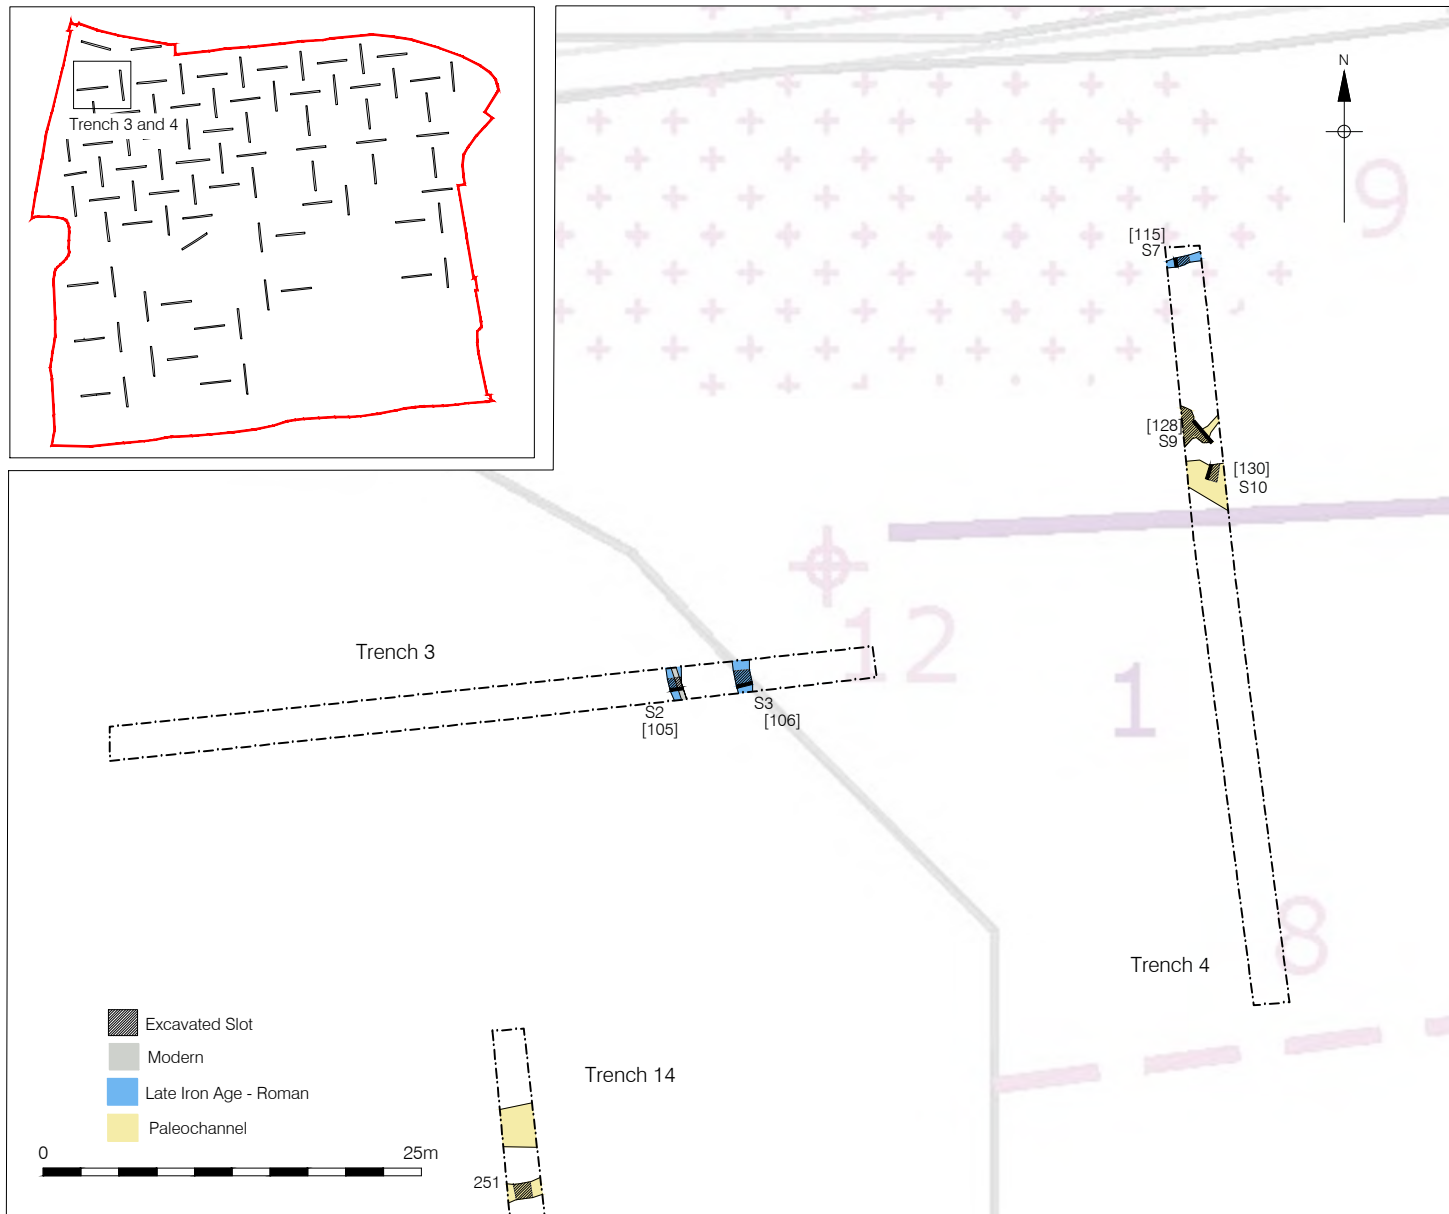 Trench 3 and 4
N
9
[115]
S7
[128]
S9
[130]
S10
12
1
Trench 3
S2
[105]
S3
[106]
8
Trench 4
Excavated Slot
Modern
Late Iron Age - Roman
Paleochannel
0 25m
Trench 14
251